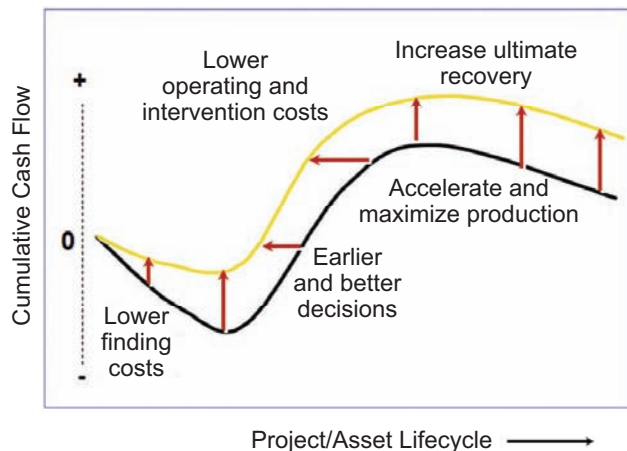 Cumulative Cash Flow
+
0
-
Lower
operating and
intervention costs
Increase ultimate
recovery
Accelerate and
maximize production
Earlier
and better
decisions
Lower
finding
costs
Project/Asset Lifecycle